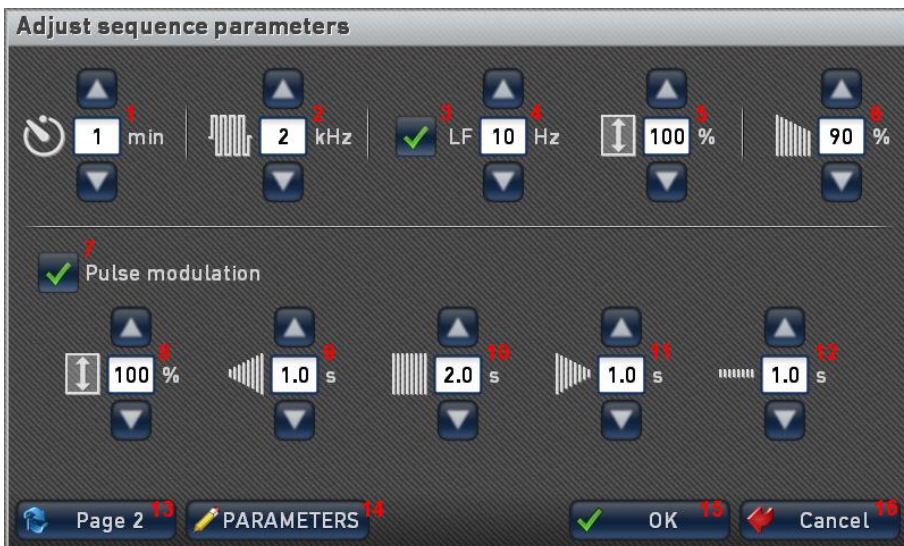 Adjust sequence parameters
1 2 3 4 5 6
1 min 2 kHz LF 10 Hz 100 % 90 %
7
Pulse modulation
8 9 10 11 12
100 % 1.0 s 2.0 s 1.0 s 1.0 s
13 14 15 16
Page 2 PARAMETERS OK Cancel